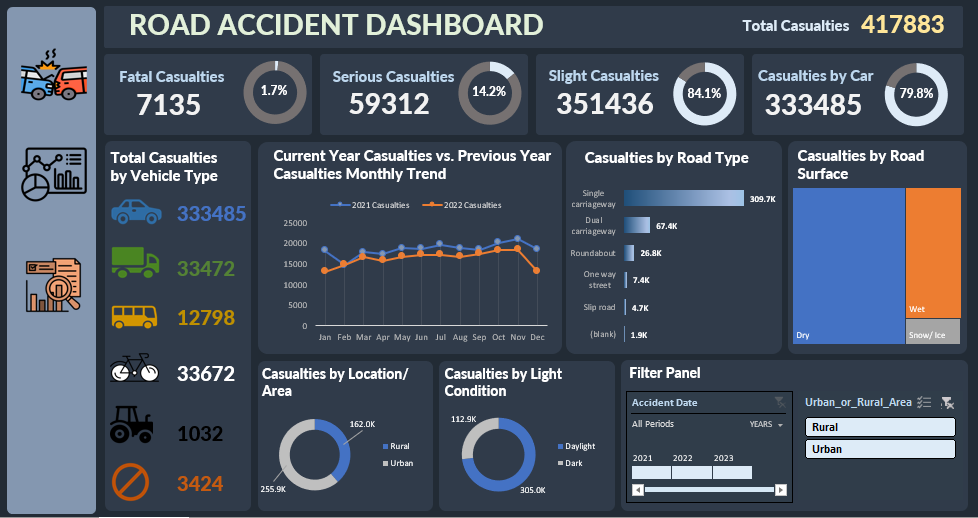 ROAD ACCIDENT DASHBOARD
Total Casualties 417883
Fatal Casualties
7135
1.7%
Serious Casualties
59312
14.2%
Slight Casualties
351436
84.1%
Casualties by Car
333485
79.8%
Total Casualties
by Vehicle Type
333485
33472
12798
33672
1032
3424
Current Year Casualties vs. Previous Year
Casualties Monthly Trend
2021 Casualties 2022 Casualties
25000
20000
15000
10000
5000
0
Jan Feb Mar Apr May Jun Jul Aug Sep Oct Nov Dec
Casualties by Road Type
Single
carriageway
309.7K
Dual
carriageway
67.4K
Roundabout
26.8K
One way
street
7.4K
Slip road
4.7K
(blank)
1.9K
Casualties by Road
Surface
Dry
Wet
Snow/ Ice
Casualties by Location/
Area
162.0K
255.9K
Rural
Urban
Casualties by Light
Condition
112.9K
305.0K
Daylight
Dark
Filter Panel
Accident Date
All Periods YEARS
2021 2022 2023
Urban_or_Rural_Area
Rural
Urban